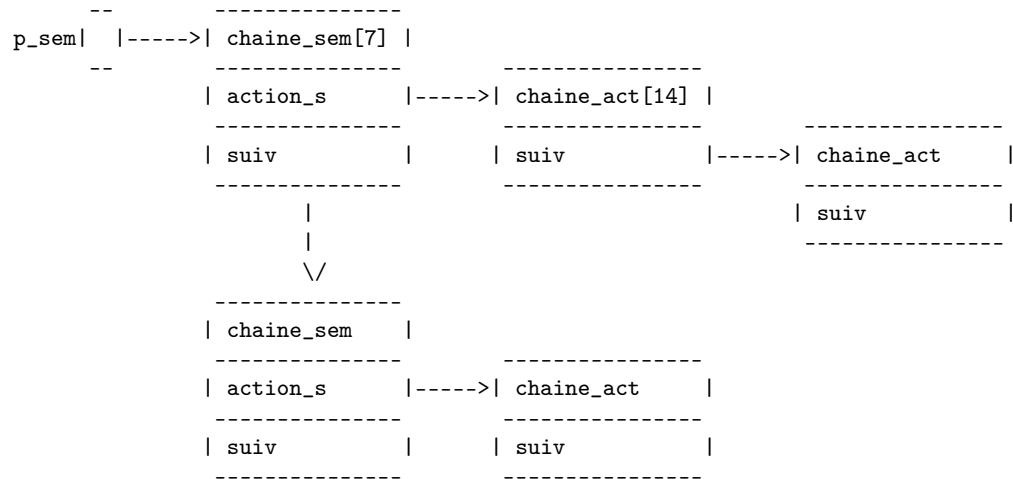 p_sem| |----->| chaine_sem[7] |
| action_s |----->| chaine_act[14] |
| suiv | | suiv |----->| chaine_act |
| | suiv |
|
\/
| chaine_sem |
| action_s |----->| chaine_act |
| suiv | | suiv |